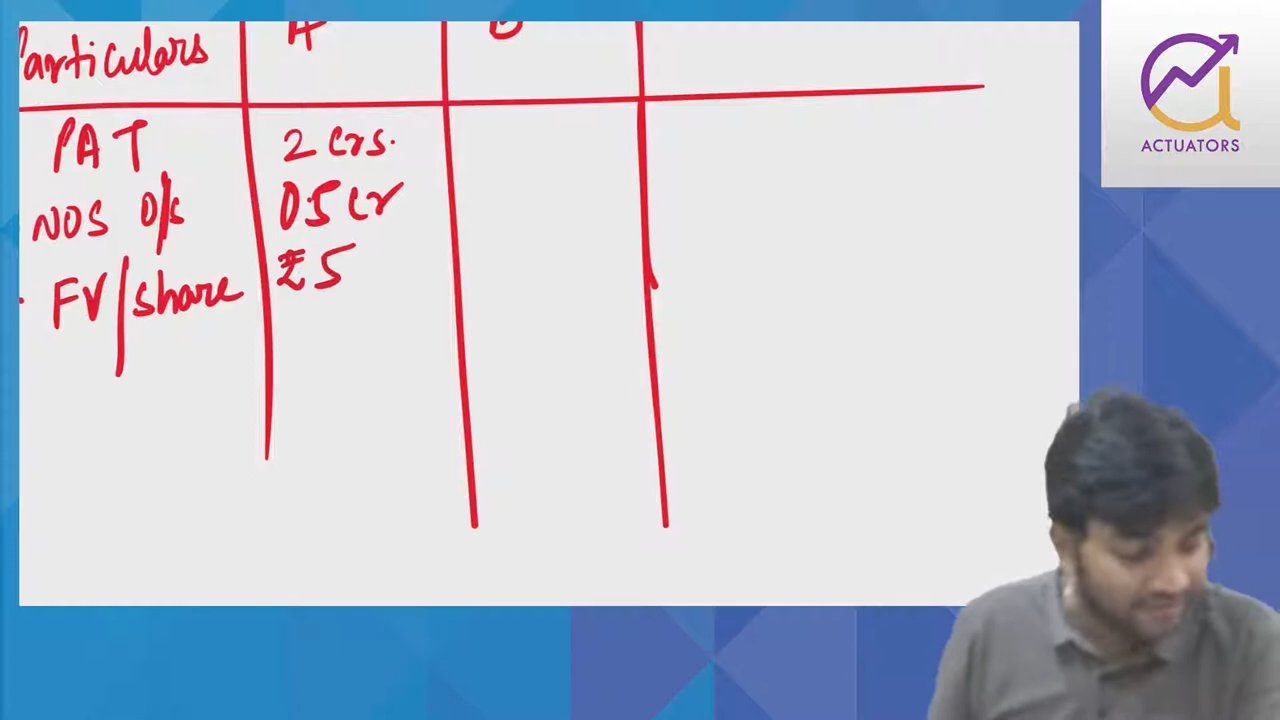 Particulars A B
PAT 2 Crs.
NOS O/s 0.5 Cr
FV/share ₹5
ACTUATORS